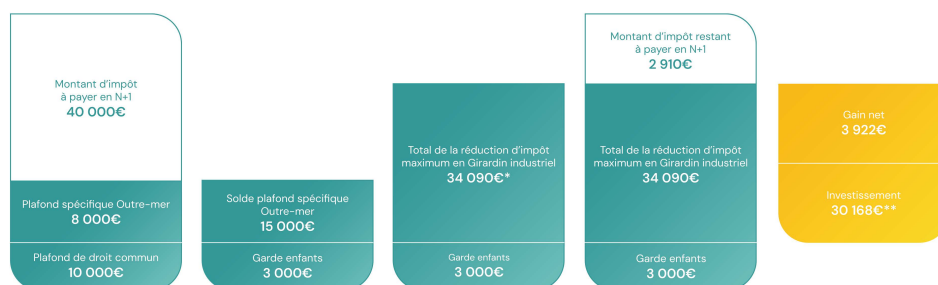 Montant d'impôt
à payer en N+1
40 000€
Plafond spécifique Outre-mer
8 000€
Plafond de droit commun
10 000€
Solde plafond spécifique
Outre-mer
15 000€
Garde enfants
3 000€
Total de la réduction d'impôt
maximum en Girardin industriel
34 090€*
Garde enfants
3 000€
Montant d'impôt restant
à payer en N+1
2 910€
Total de la réduction d'impôt
maximum en Girardin industriel
34 090€
Garde enfants
3 000€
Gain net
3 922€
Investissement
30 168€**